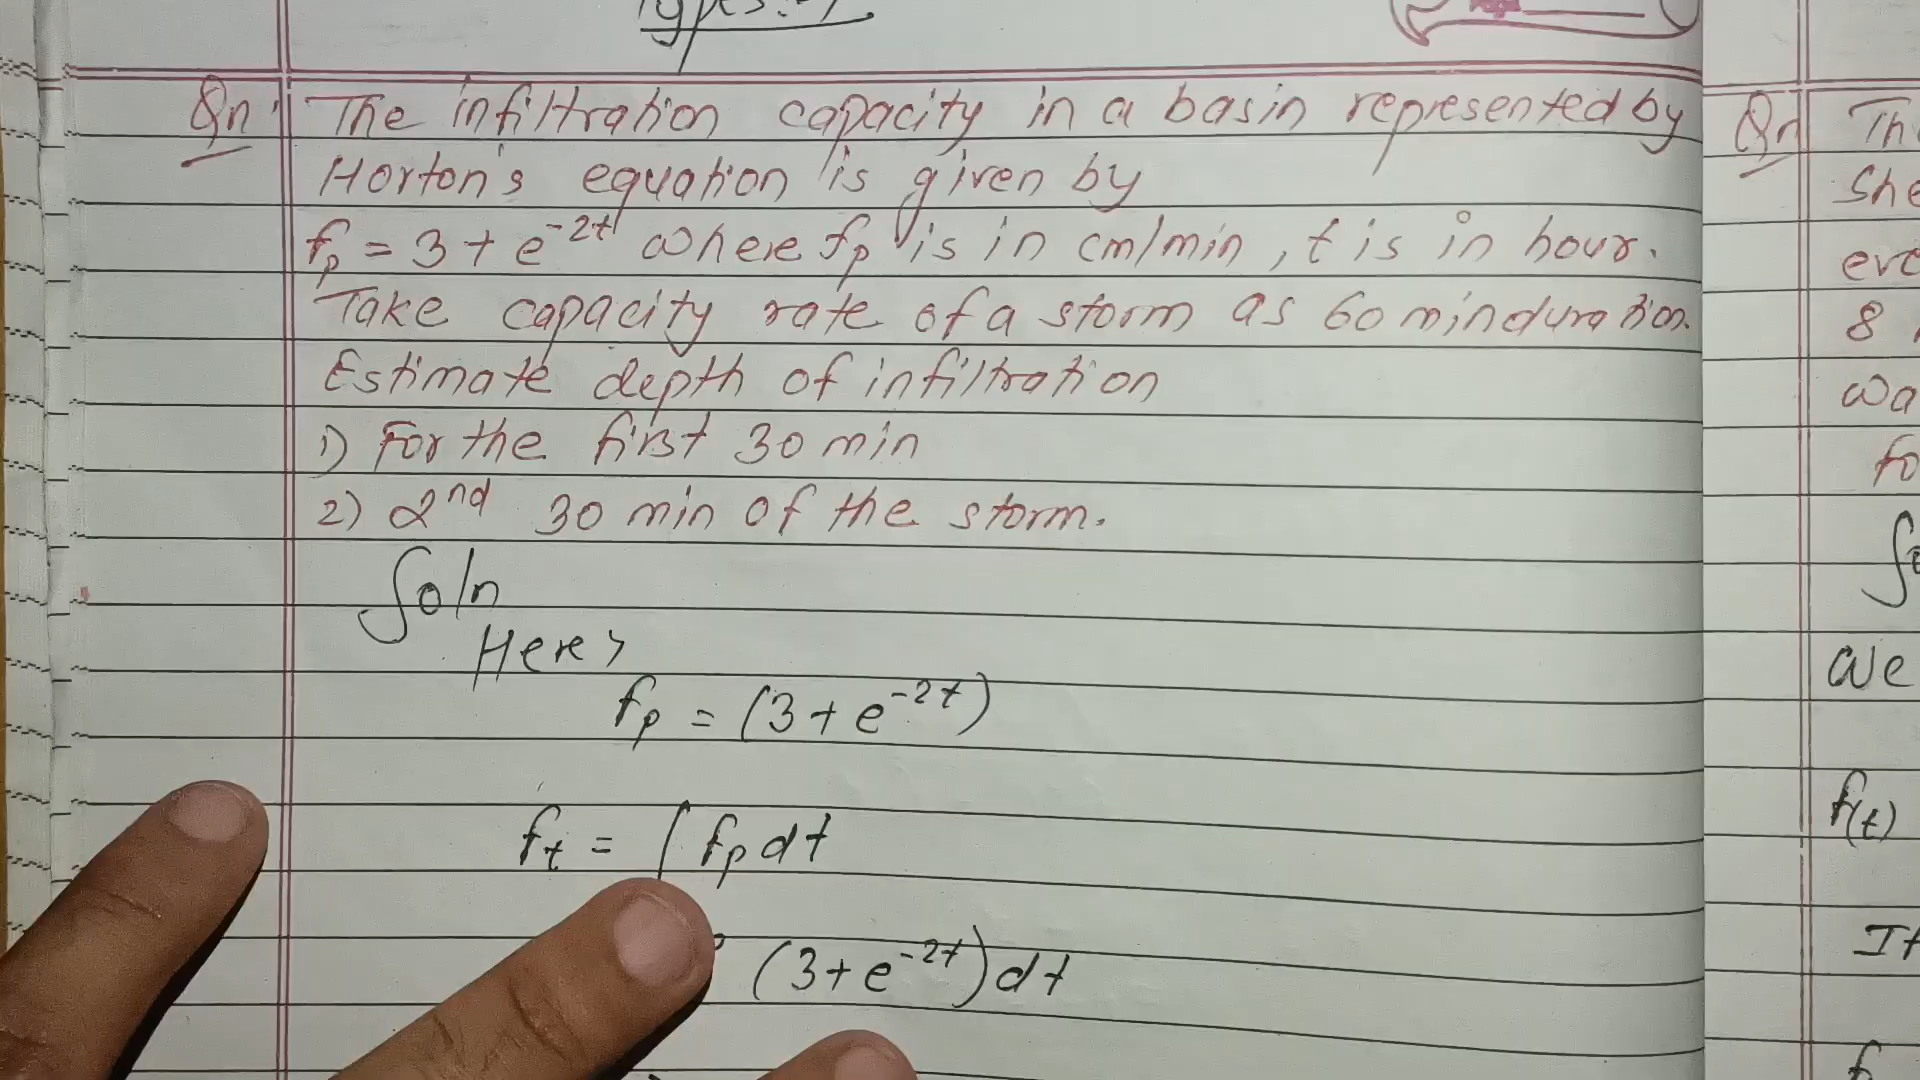 Types:-1
Qn. The infiltration capacity in a basin represented by
Horton's equation is given by
fp = 3 + e^-2t where fp is in cm/min, t is in hour.
Take capacity rate of a storm as 60 min duration.
Estimate depth of infiltration
1) For the first 30 min
2) 2nd 30 min of the storm.
Soln
Here,
fp = (3 + e^-2t)
ft = ∫ fp dt
(3 + e^-2t) dt
Qn
We
f(t)